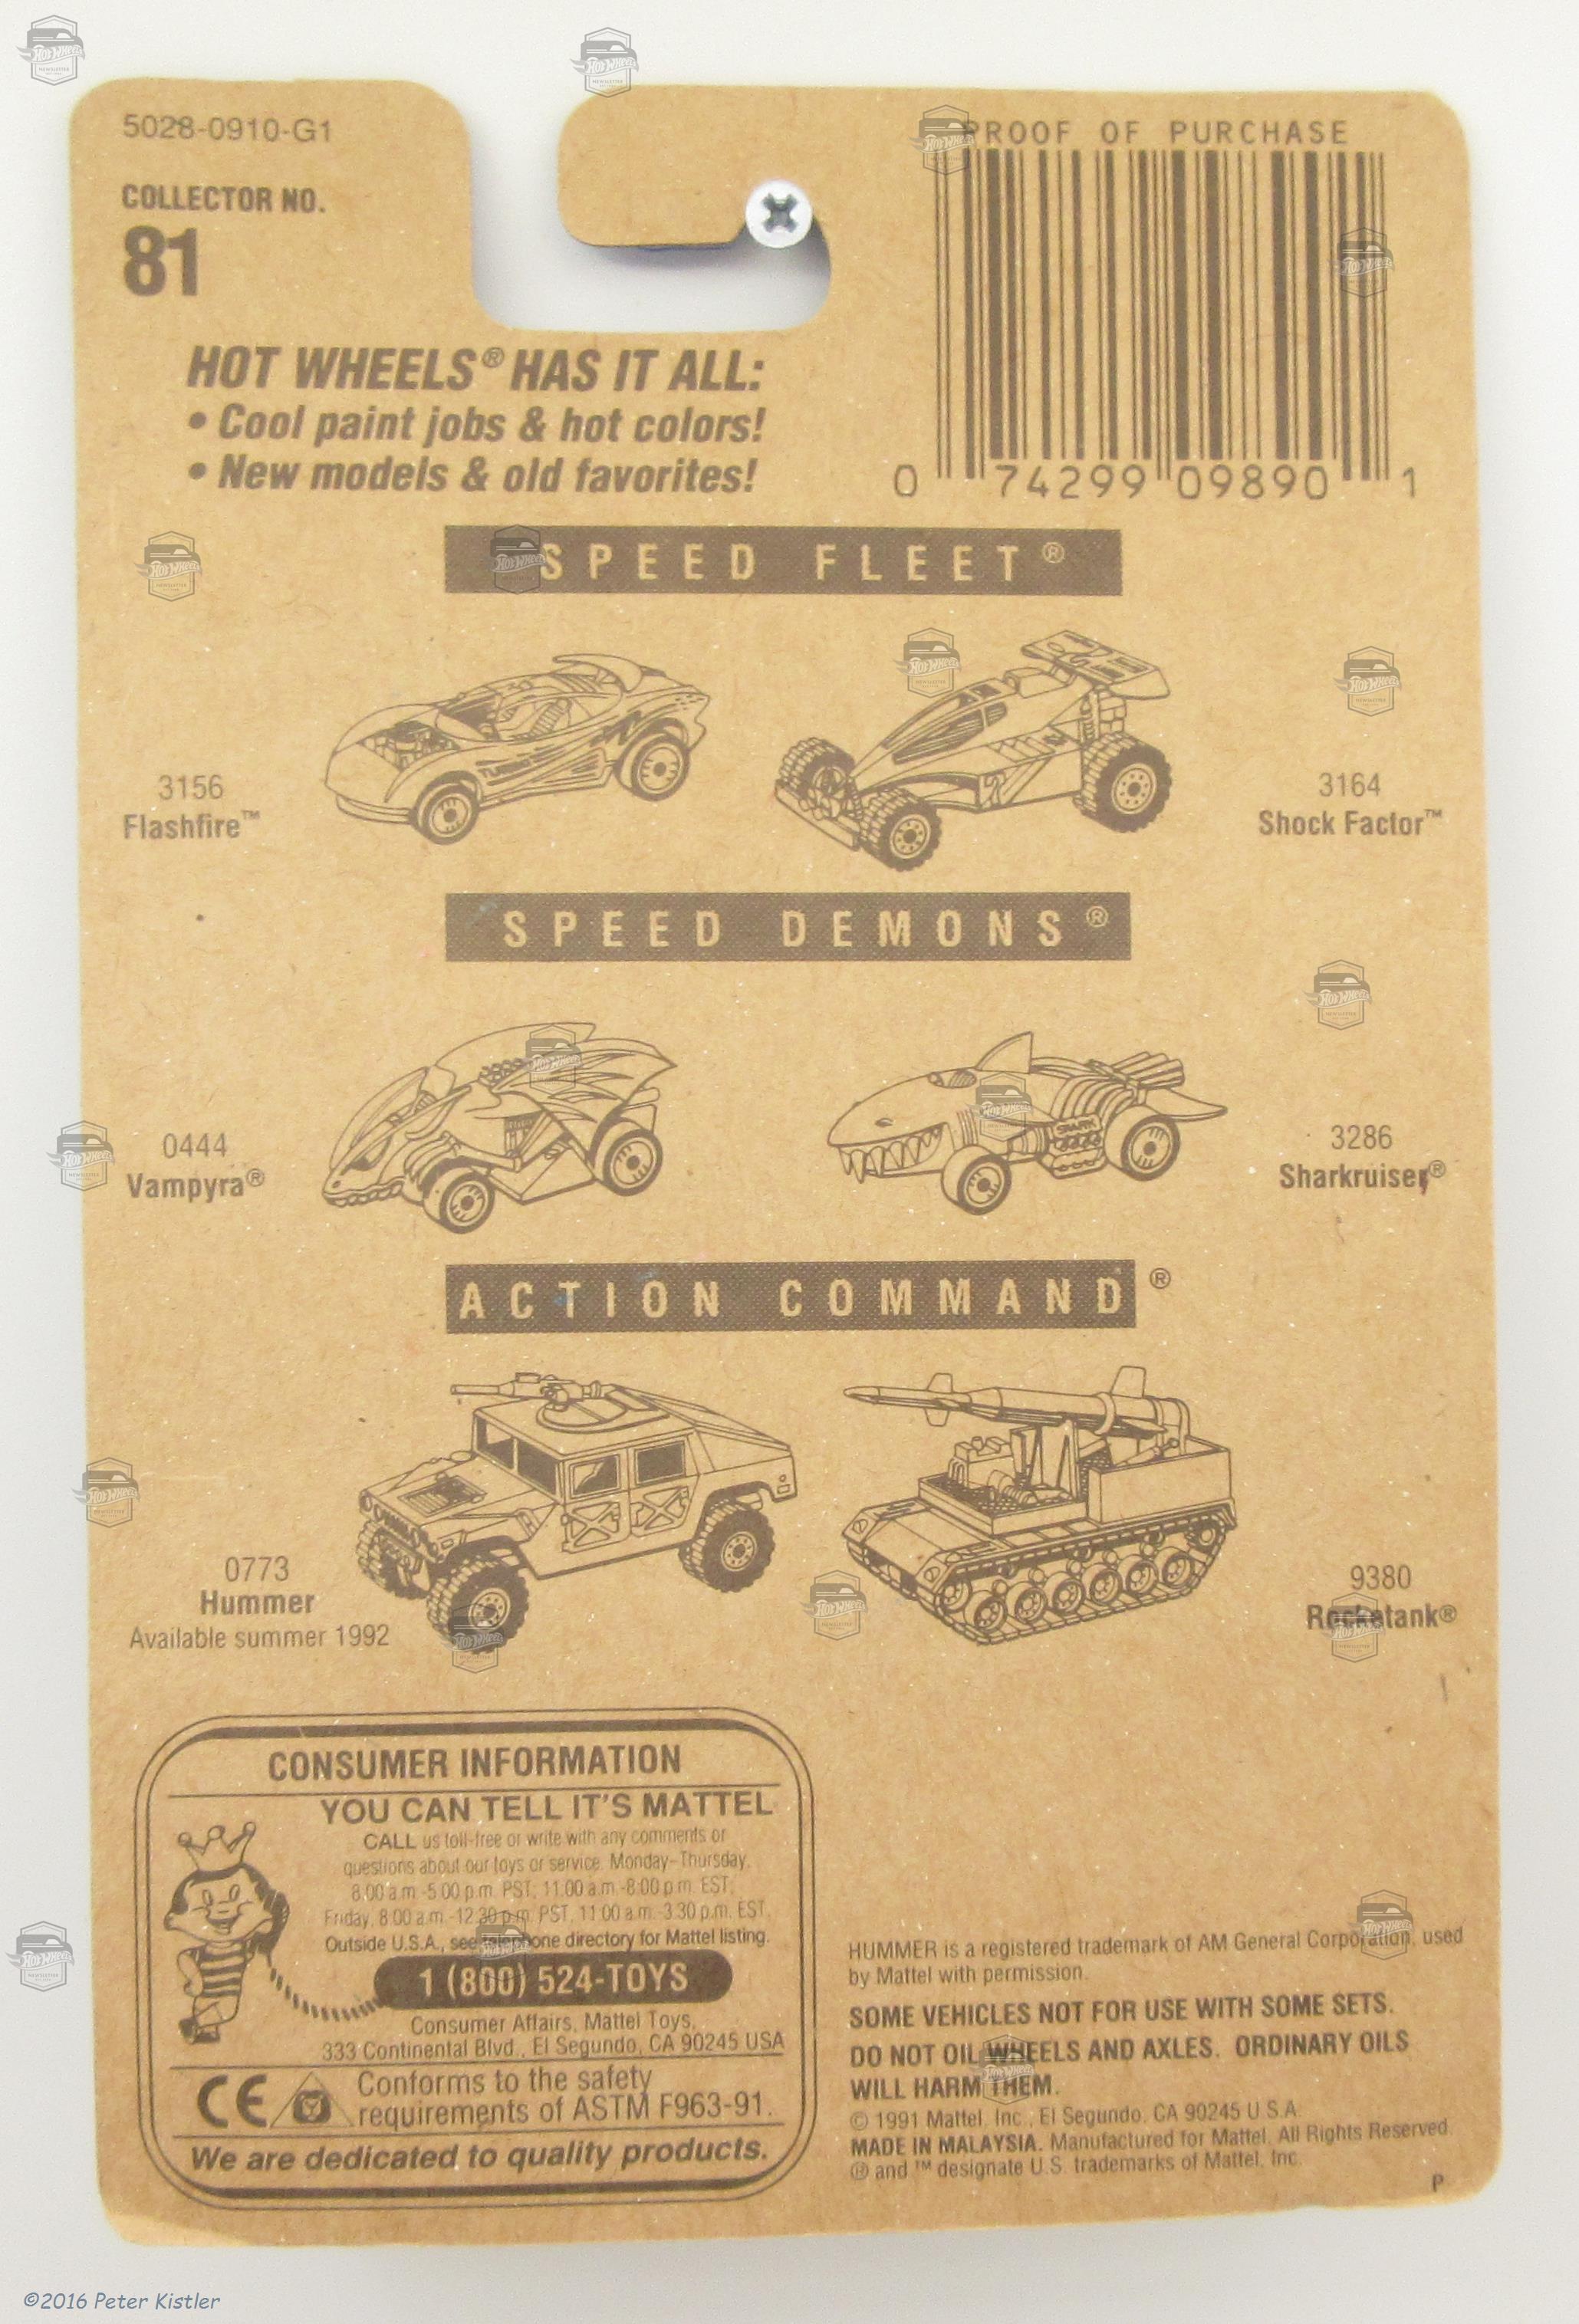 5028-0910-G1
COLLECTOR NO.
81
PROOF OF PURCHASE
0 74299 09890 1
HOT WHEELS® HAS IT ALL:
• Cool paint jobs & hot colors!
• New models & old favorites!
SPEED FLEET®
3156
Flashfire™
3164
Shock Factor™
SPEED DEMONS®
0444
Vampyra®
3286
Sharkruiser®
ACTION COMMAND®
0773
Hummer
Available summer 1992
9380
Rocketank®
CONSUMER INFORMATION
YOU CAN TELL IT'S MATTEL
CALL us toll-free or write with any comments or
questions about our toys or service. Monday–Thursday,
8:00 a.m.-5:00 p.m. PST, 11:00 a.m.-8:00 p.m. EST;
Friday, 8:00 a.m.-12:30 p.m. PST, 11:00 a.m.-3:30 p.m. EST.
Outside U.S.A., see telephone directory for Mattel listing.
1 (800) 524-TOYS
Consumer Affairs, Mattel Toys,
333 Continental Blvd., El Segundo, CA 90245 USA
CE
Conforms to the safety
requirements of ASTM F963-91.
We are dedicated to quality products.
HUMMER is a registered trademark of AM General Corporation, used
by Mattel with permission.
SOME VEHICLES NOT FOR USE WITH SOME SETS.
DO NOT OIL WHEELS AND AXLES. ORDINARY OILS
WILL HARM THEM.
© 1991 Mattel, Inc., El Segundo, CA 90245 U.S.A.
MADE IN MALAYSIA. Manufactured for Mattel. All Rights Reserved.
® and ™ designate U.S. trademarks of Mattel, Inc.
P
©2016 Peter Kistler